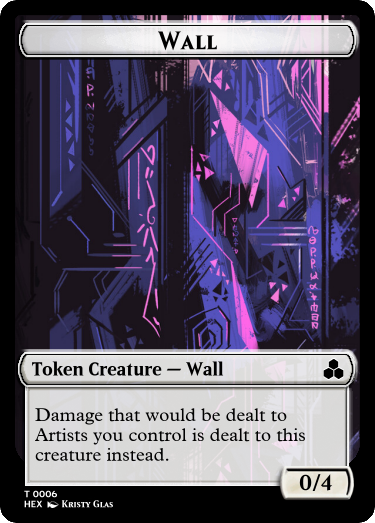 Wall
Token Creature — Wall
Damage that would be dealt to
Artists you control is dealt to this
creature instead.
0/4
T 0006
HEX Kristy Glas